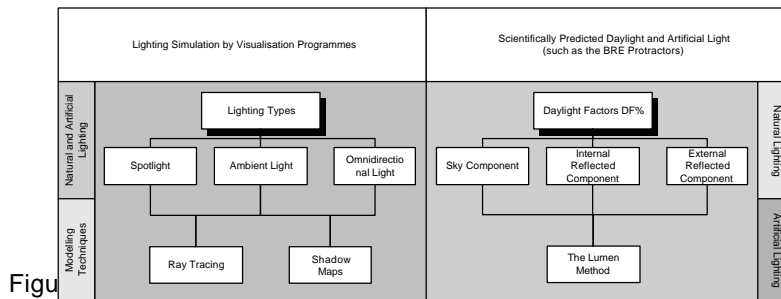 Lighting Simulation by Visualisation Programmes
Scientifically Predicted Daylight and Artificial Light
(such as the BRE Protractors)
Natural and Artificial
Lighting
Lighting Types
Spotlight
Ambient Light
Omnidirectio
nal Light
Modelling
Techniques
Ray Tracing
Shadow
Maps
Daylight Factors DF%
Sky Component
Internal
Reflected
Component
External
Reflected
Component
Natural Lighting
The Lumen
Method
Artificial Lighting
Figu